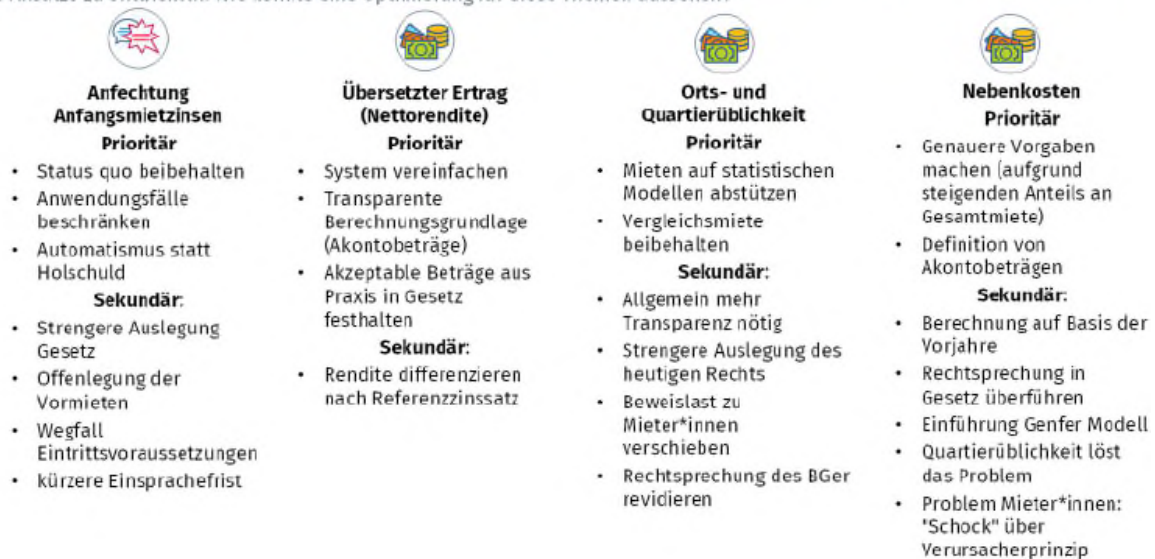 Anfechtung
Anfangsmietzinsen
Prioritär
• Status quo beibehalten
• Anwendungsfälle
beschränken
• Automatismus statt
Holschuld
Sekundär:
• Strengere Auslegung
Gesetz
• Offenlegung der
Vormieten
• Wegfall
Eintrittsvoraussetzungen
• kürzere Einsprachefrist
Übersetzter Ertrag
(Nettorendite)
Prioritär
• System vereinfachen
• Transparente
Berechnungsgrundlage
(Akontobeträge)
• Akzeptable Beträge aus
Praxis in Gesetz
festhalten
Sekundär:
• Rendite differenzieren
nach Referenzzinssatz
Orts- und
Quartierüblichkeit
Prioritär
• Mieten auf statistischen
Modellen abstützen
• Vergleichsmiete
beibehalten
Sekundär:
• Allgemein mehr
Transparenz nötig
• Strengere Auslegung des
heutigen Rechts
• Beweislast zu
Mieter*innen
verschieben
• Rechtsprechung des BGer
revidieren
Nebenkosten
Prioritär
• Genauere Vorgaben
machen (aufgrund
steigenden Anteils an
Gesamtmiete)
• Definition von
Akontobeträgen
Sekundär:
• Berechnung auf Basis der
Vorjahre
• Rechtsprechung in
Gesetz überführen
• Einführung Genfer Modell
• Quartierüblichkeit löst
das Problem
• Problem Mieter*innen:
"Schock" über
Verursacherprinzip